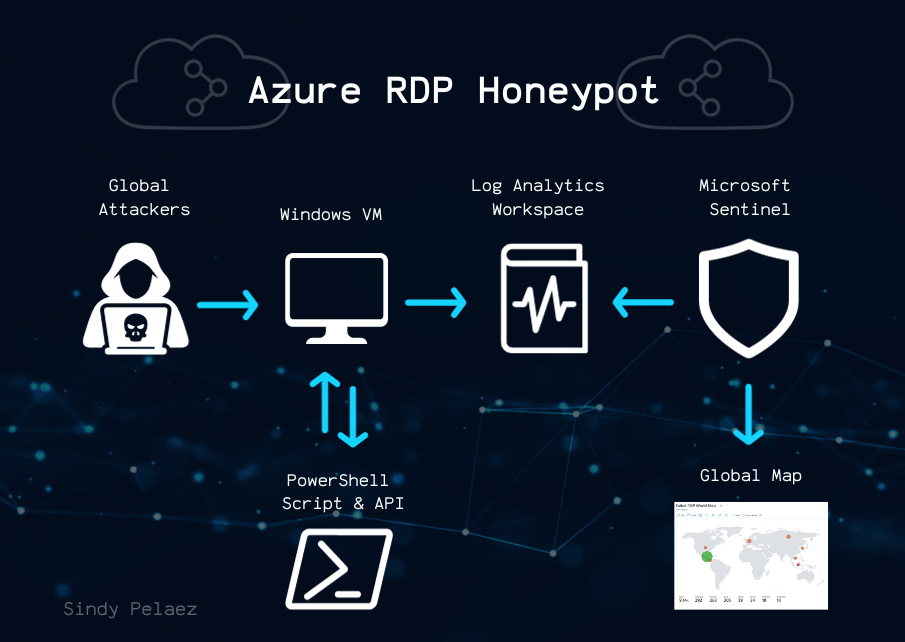 Azure RDP Honeypot
Global
Attackers
Windows VM
Log Analytics
Workspace
Microsoft
Sentinel
PowerShell
Script & API
Global Map
Failed RDP World Map
Sindy Pelaez